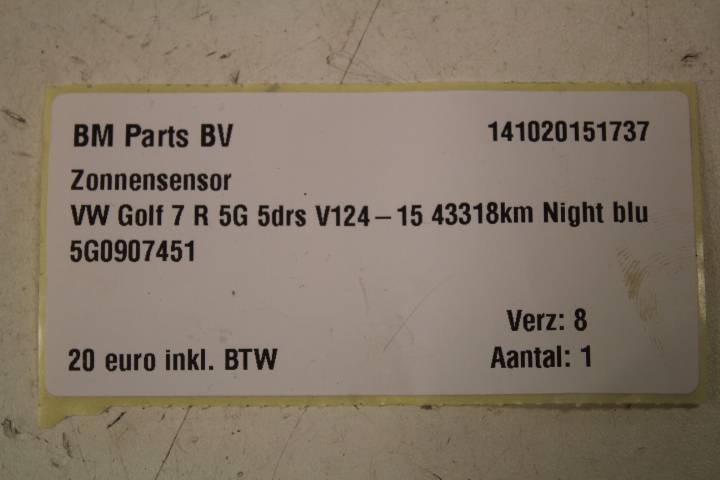 BM Parts BV 141020151737
Zonnensensor
VW Golf 7 R 5G 5drs V124-15 43318km Night blu
5G0907451
Verz: 8
20 euro inkl. BTW Aantal: 1